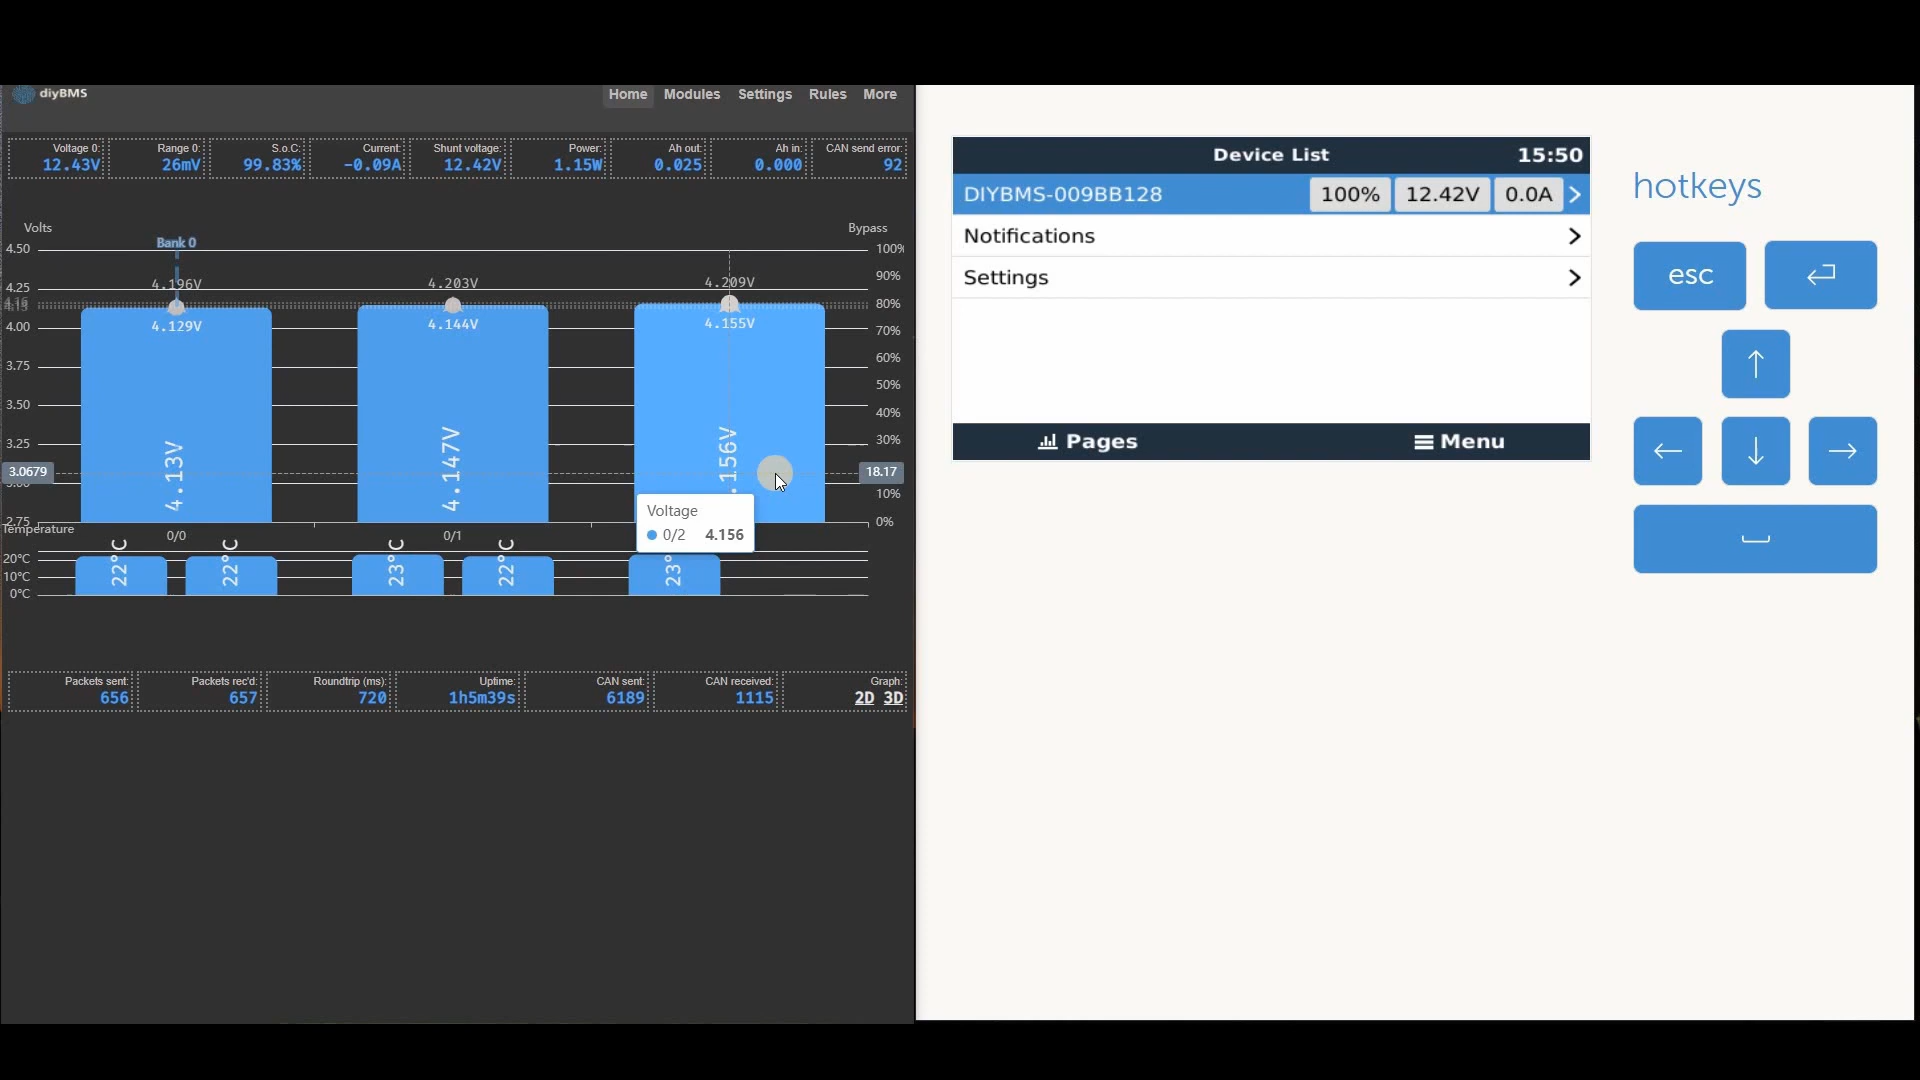 diyBMS
Home Modules Settings Rules More
Voltage 0: Range 0: S.o.C: Current: Shunt voltage: Power: Ah out: Ah in: CAN send error:
12.43V 26mV 99.83% -0.09A 12.42V 1.15W 0.025 0.000 92
Volts Bypass
Bank 0
4.50 100%
90%
4.25 4.196V 4.203V 4.209V
80%
4.129V 4.144V 4.155V
4.00 70%
3.75 60%
50%
3.50 40%
3.25 30%
3.0679 4.13V 4.147V .156V 18.17
10%
Voltage
0/2 4.156
2.75 0%
Temperature 0/0 0/1
20°C 22°C 22°C 23°C 22°C 23°
10°C
0°C
Packets sent: Packets rec'd: Roundtrip (ms): Uptime: CAN sent: CAN received: Graph:
656 657 720 1h5m39s 6189 1115 2D 3D
Device List 15:50
DIYBMS-009BB128 100% 12.42V 0.0A
Notifications
Settings
Pages Menu
hotkeys
esc